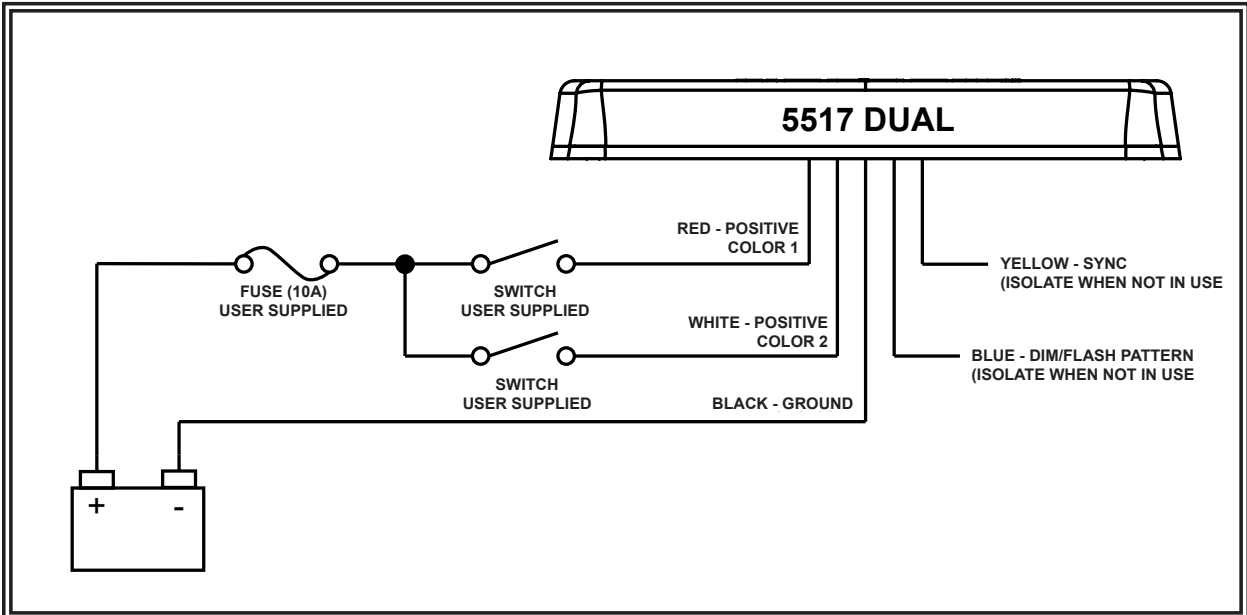 5517 DUAL
RED - POSITIVE
COLOR 1
YELLOW - SYNC
(ISOLATE WHEN NOT IN USE
FUSE (10A)
USER SUPPLIED
SWITCH
USER SUPPLIED
WHITE - POSITIVE
COLOR 2
BLUE - DIM/FLASH PATTERN
(ISOLATE WHEN NOT IN USE
SWITCH
USER SUPPLIED
BLACK - GROUND
+ -